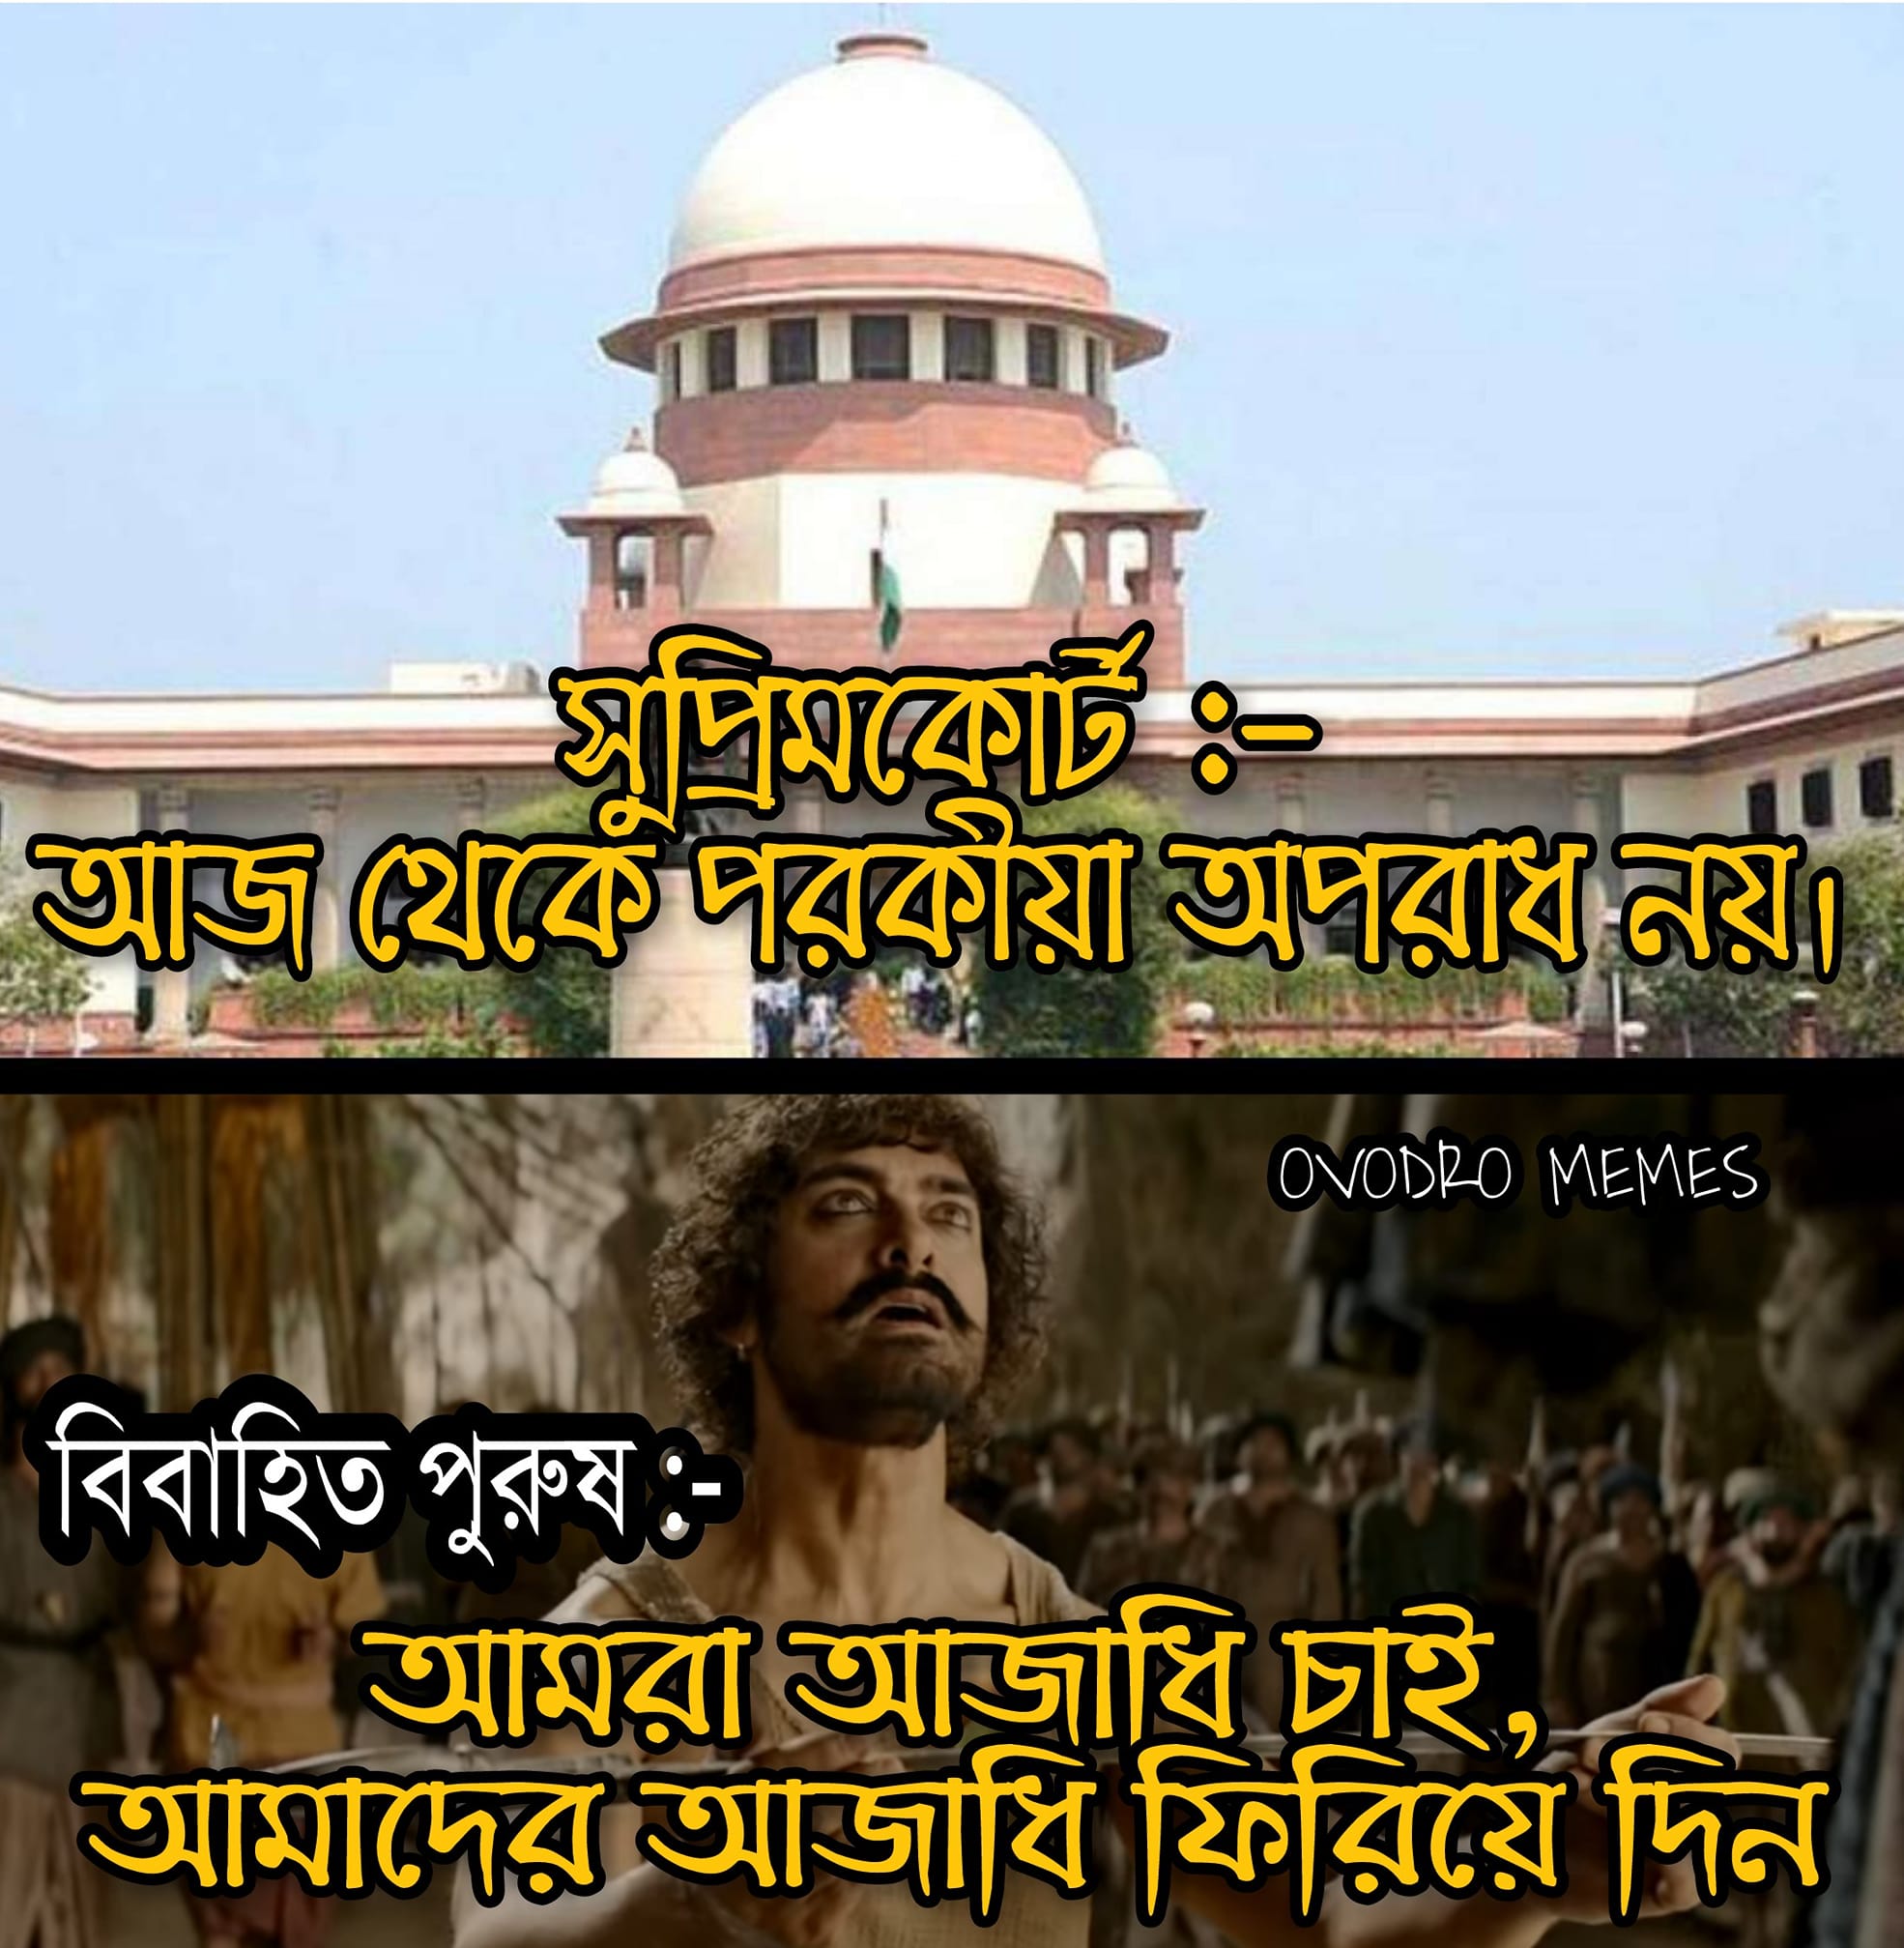 সুপ্রিমকোর্ট :-
আজ থেকে পরকীয়া অপরাধ নয়।
OVODRO MEMES
বিবাহিত পুরুষ :-
আমরা আজাধি চাই,
আমাদের আজাধি ফিরিয়ে দিন